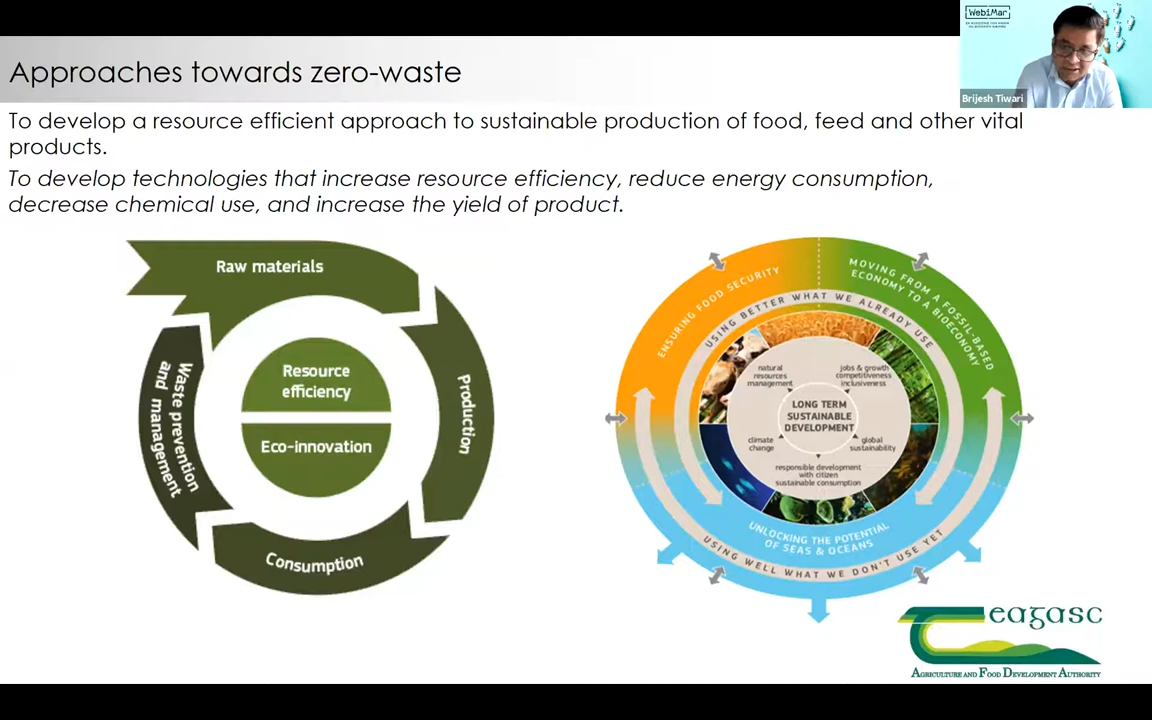 WEBiMar
Brijesh Tiwari
Approaches towards zero-waste
To develop a resource efficient approach to sustainable production of food, feed and other vital
products.
To develop technologies that increase resource efficiency, reduce energy consumption,
decrease chemical use, and increase the yield of product.
Raw materials
Production
Consumption
Waste prevention
and management
Resource
efficiency
Eco-innovation
ENSURING FOOD SECURITY
MOVING FROM A FOSSIL-BASED
ECONOMY TO A BIOECONOMY
USING BETTER WHAT WE ALREADY USE
natural
resources
management
jobs & growth
competitiveness
inclusiveness
LONG TERM
SUSTAINABLE
DEVELOPMENT
climate
change
global
sustainability
responsible development
with citizen
sustainable consumption
UNLOCKING THE POTENTIAL
OF SEAS & OCEANS
USING WELL WHAT WE DON'T USE YET
eagasc
AGRICULTURE AND FOOD DEVELOPMENT AUTHORITY